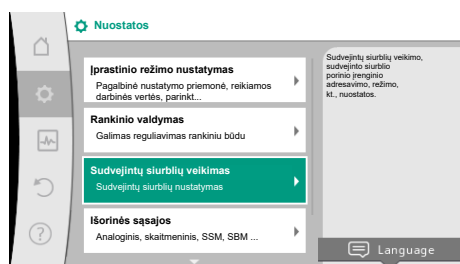 Nuostatos
Įprastinio režimo nustatymas
Pagalbinė nustatymo priemonė, reikiamos
darbinės vertės, parinkt...
Rankinio valdymas
Galimas reguliavimas rankiniu būdu
Sudvejintų siurblių veikimas
Sudvejintų siurblių nustatymas
Išorinės sąsajos
Analoginis, skaitmeninis, SSM, SBM ...
Sudvejintų siurblių veikimo,
sudvejinto siurblio
porinio įrenginio
adresavimo, režimo,
kt., nuostatos.
Language